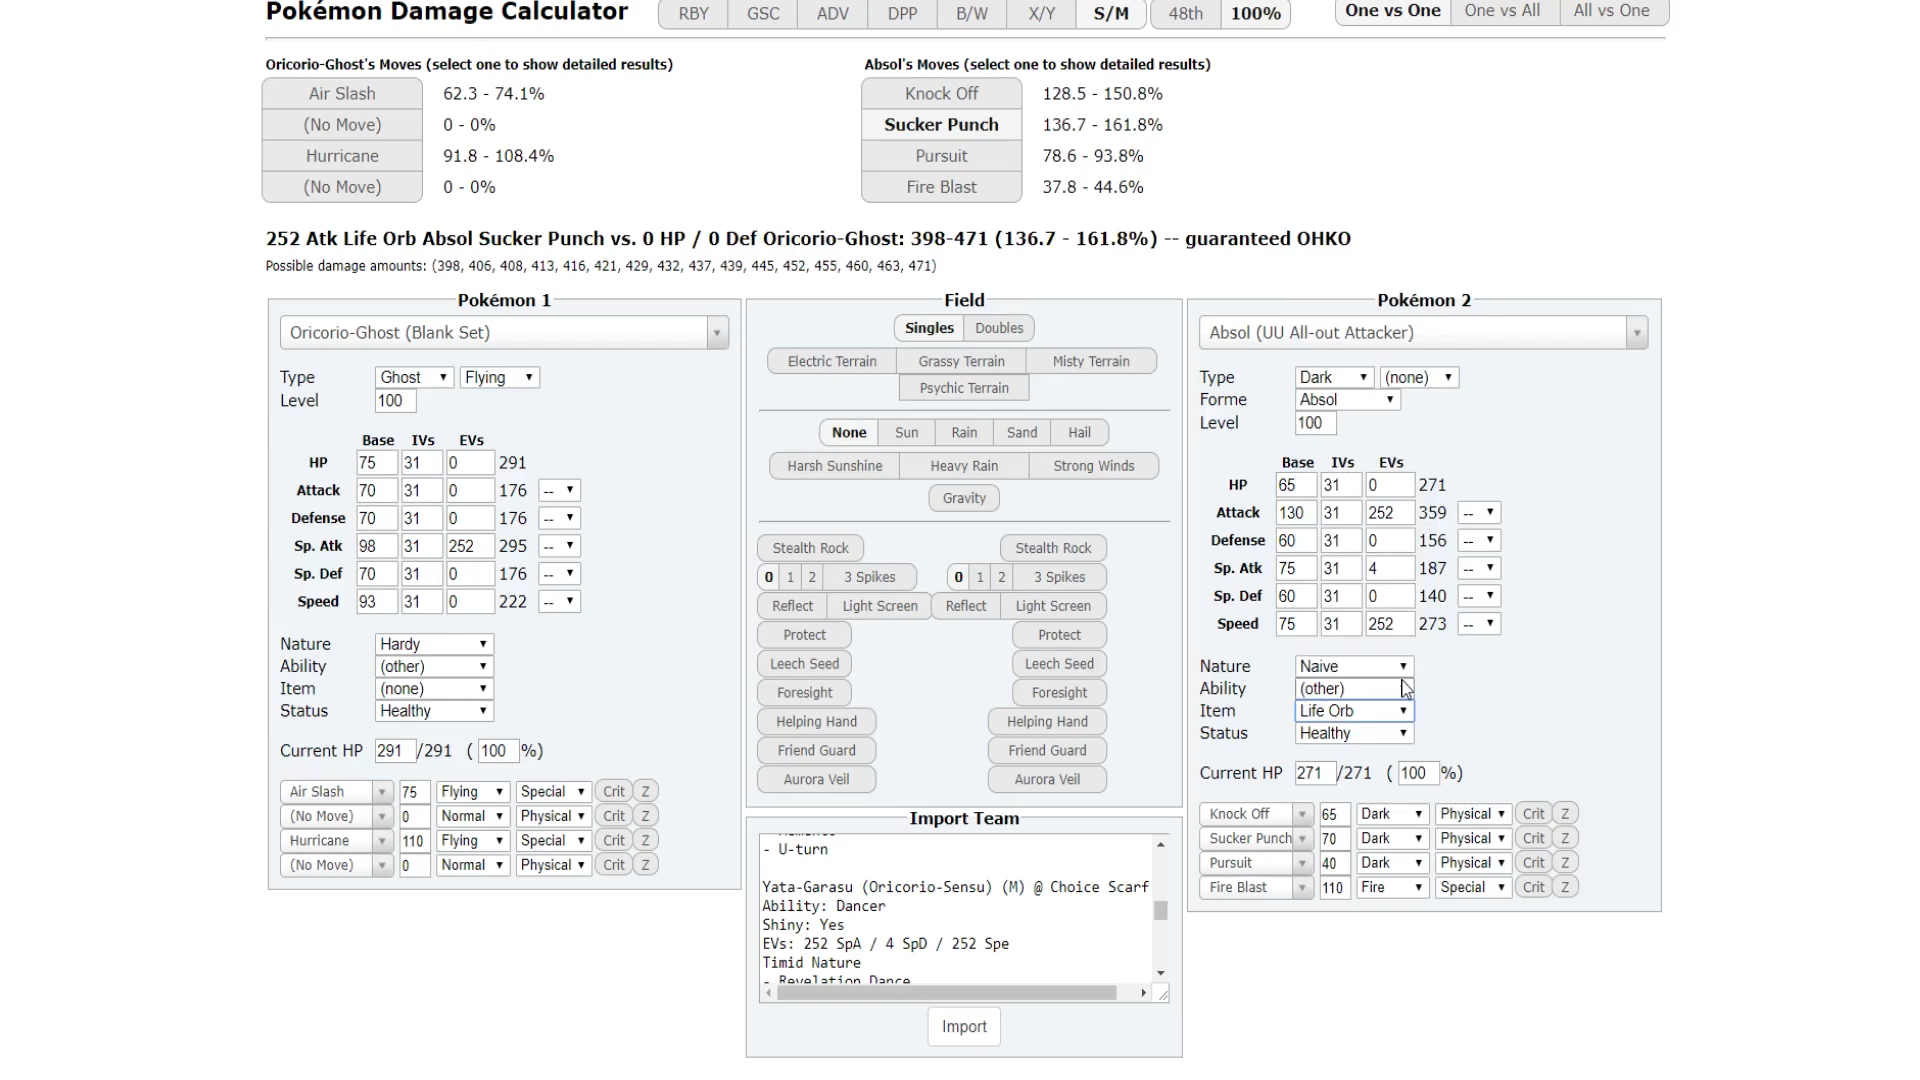 Pokémon Damage Calculator RBY GSC ADV DPP B/W X/Y S/M 48th 100% One vs One One vs All All vs One
Oricorio-Ghost's Moves (select one to show detailed results) Absol's Moves (select one to show detailed results)
Air Slash 62.3 - 74.1% Knock Off 128.5 - 150.8%
(No Move) 0 - 0% Sucker Punch 136.7 - 161.8%
Hurricane 91.8 - 108.4% Pursuit 78.6 - 93.8%
(No Move) 0 - 0% Fire Blast 37.8 - 44.6%
252 Atk Life Orb Absol Sucker Punch vs. 0 HP / 0 Def Oricorio-Ghost: 398-471 (136.7 - 161.8%) -- guaranteed OHKO
Possible damage amounts: (398, 406, 408, 413, 416, 421, 429, 432, 437, 439, 445, 452, 455, 460, 463, 471)
Pokémon 1
Oricorio-Ghost (Blank Set)
Type Ghost Flying
Level 100
Base IVs EVs
HP 75 31 0 291
Attack 70 31 0 176 --
Defense 70 31 0 176 --
Sp. Atk 98 31 252 295 --
Sp. Def 70 31 0 176 --
Speed 93 31 0 222 --
Nature Hardy
Ability (other)
Item (none)
Status Healthy
Current HP 291 /291 ( 100 %)
Air Slash 75 Flying Special Crit Z
(No Move) 0 Normal Physical Crit Z
Hurricane 110 Flying Special Crit Z
(No Move) 0 Normal Physical Crit Z
Field
Singles Doubles
Electric Terrain Grassy Terrain Misty Terrain
Psychic Terrain
None Sun Rain Sand Hail
Harsh Sunshine Heavy Rain Strong Winds
Gravity
Stealth Rock Stealth Rock
0 1 2 3 Spikes 0 1 2 3 Spikes
Reflect Light Screen Reflect Light Screen
Protect Protect
Leech Seed Leech Seed
Foresight Foresight
Helping Hand Helping Hand
Friend Guard Friend Guard
Aurora Veil Aurora Veil
Import Team
- U-turn
Yata-Garasu (Oricorio-Sensu) (M) @ Choice Scarf
Ability: Dancer
Shiny: Yes
EVs: 252 SpA / 4 SpD / 252 Spe
Timid Nature
- Revelation Dance
Import
Pokémon 2
Absol (UU All-out Attacker)
Type Dark (none)
Forme Absol
Level 100
Base IVs EVs
HP 65 31 0 271
Attack 130 31 252 359 --
Defense 60 31 0 156 --
Sp. Atk 75 31 4 187 --
Sp. Def 60 31 0 140 --
Speed 75 31 252 273 --
Nature Naive
Ability (other)
Item Life Orb
Status Healthy
Current HP 271 /271 ( 100 %)
Knock Off 65 Dark Physical Crit Z
Sucker Punch 70 Dark Physical Crit Z
Pursuit 40 Dark Physical Crit Z
Fire Blast 110 Fire Special Crit Z